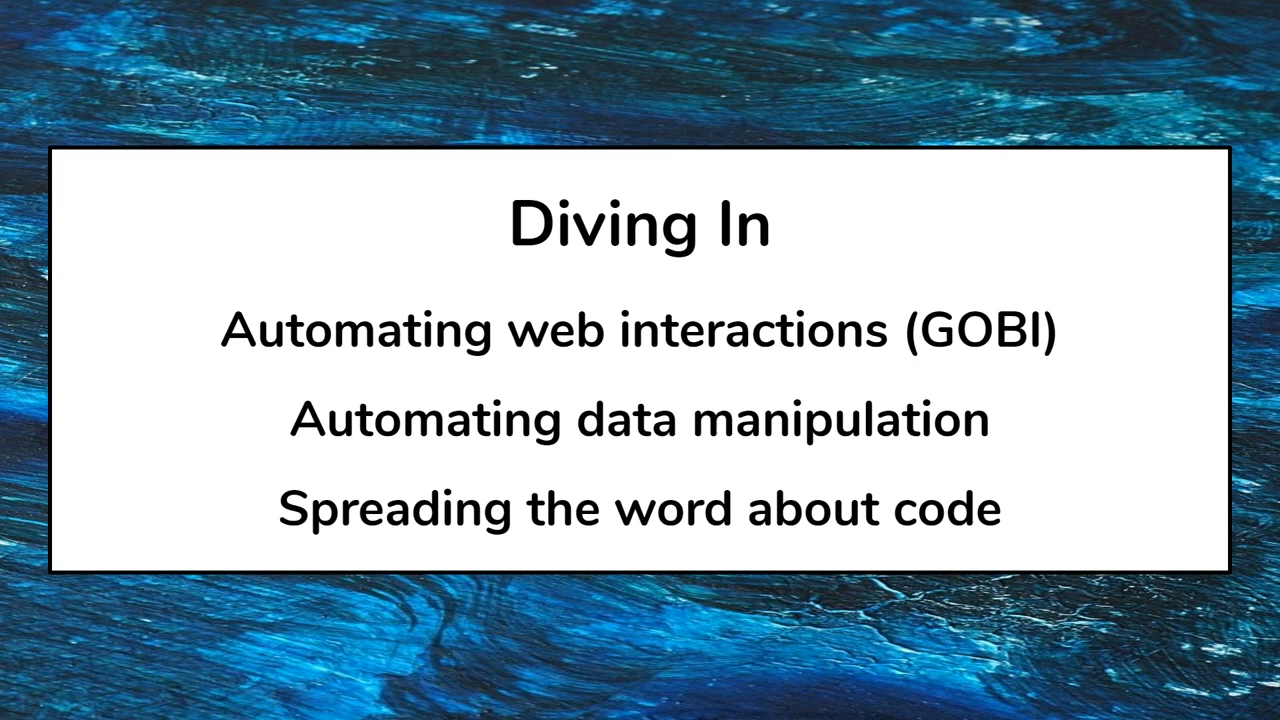 Diving In
Automating web interactions (GOBI)
Automating data manipulation
Spreading the word about code